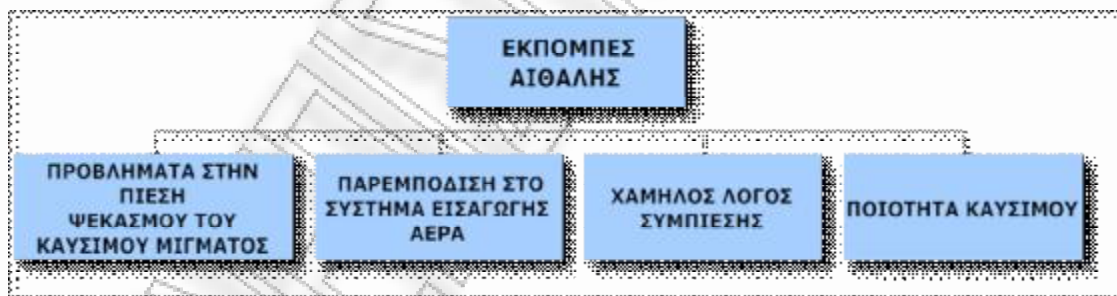 ΕΚΠΟΜΠΕΣ
ΑΙΘΑΛΗΣ
ΠΡΟΒΛΗΜΑΤΑ ΣΤΗΝ
ΠΙΕΣΗ
ΨΕΚΑΣΜΟΥ ΤΟΥ
ΚΑΥΣΙΜΟΥ ΜΙΓΜΑΤΟΣ
ΠΑΡΕΜΠΟΔΙΣΗ ΣΤΟ
ΣΥΣΤΗΜΑ ΕΙΣΑΓΩΓΗΣ
ΑΕΡΑ
ΧΑΜΗΛΟΣ ΛΟΓΟΣ
ΣΥΜΠΙΕΣΗΣ
ΠΟΙΟΤΗΤΑ ΚΑΥΣΙΜΟΥ